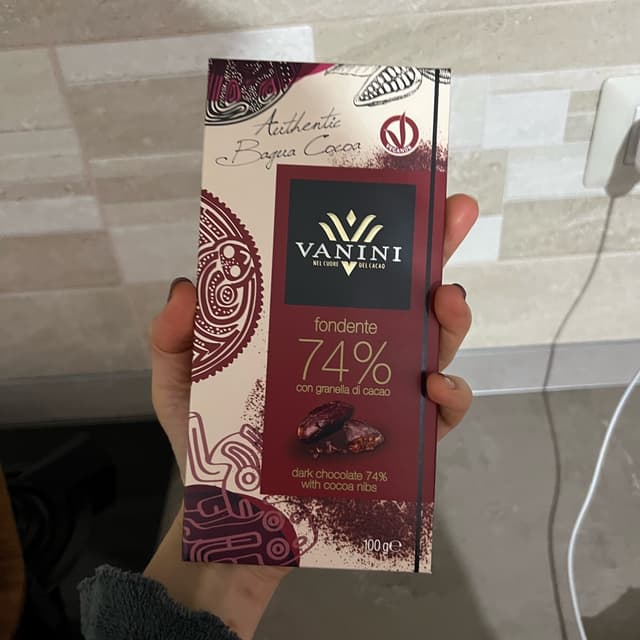 Authentic
Bagua Cocoa
VEGANOK
VANINI
NEL CUORE DEL CACAO
fondente
74%
con granella di cacao
dark chocolate 74%
with cocoa nibs
100 g ℮